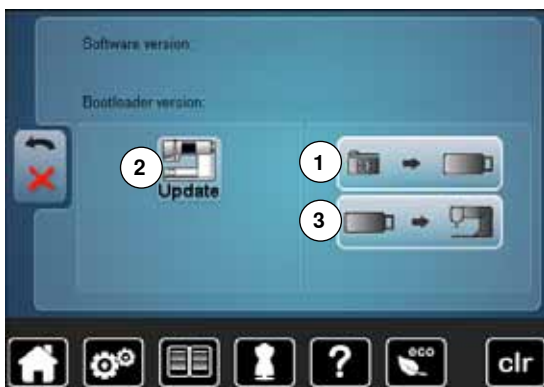 Software version:
Bootloader version:
2
Update
1
3
?
eco
clr